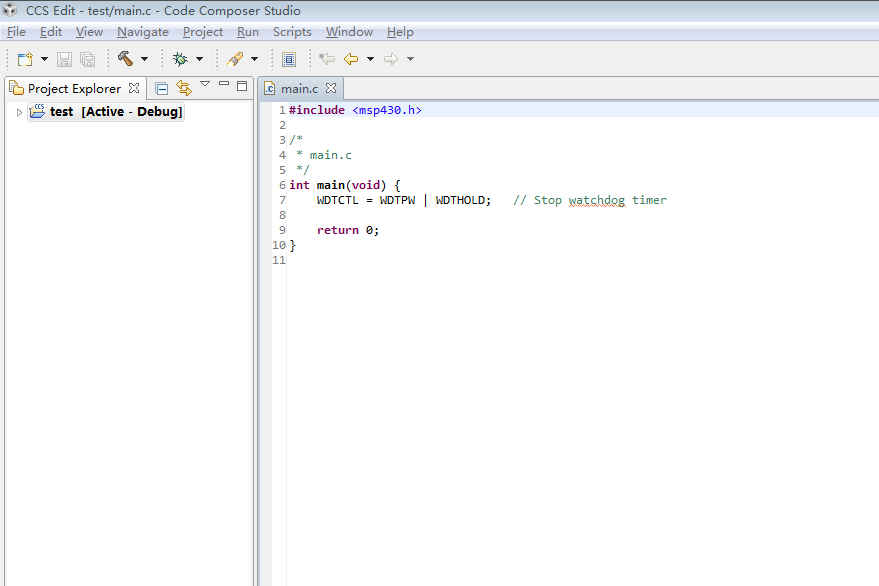 CCS Edit - test/main.c - Code Composer Studio
File Edit View Navigate Project Run Scripts Window Help
Project Explorer
main.c
test [Active - Debug]
1 #include <msp430.h>
2
3 /*
4  * main.c
5  */
6 int main(void) {
7     WDTCTL = WDTPW | WDTHOLD;   // Stop watchdog timer
8
9     return 0;
10 }
11